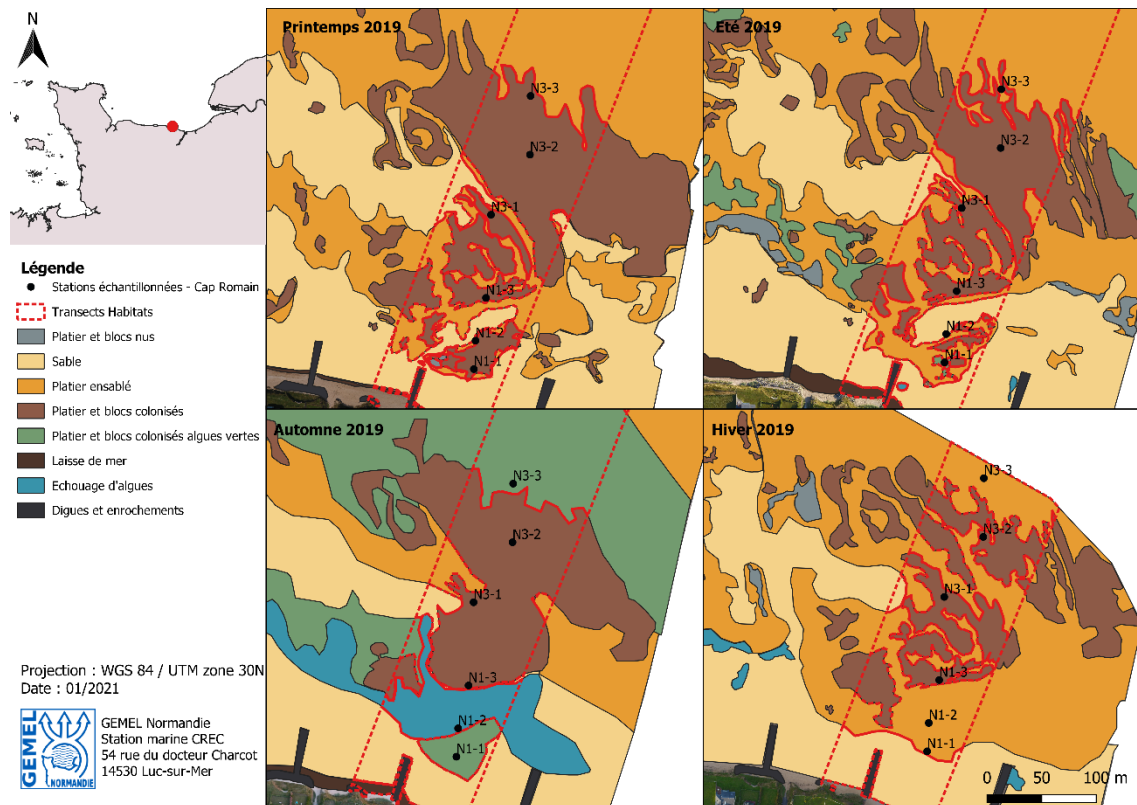 N
Légende
Stations échantillonnées - Cap Romain
Transects Habitats
Platier et blocs nus
Sable
Platier ensablé
Platier et blocs colonisés
Platier et blocs colonisés algues vertes
Laisse de mer
Echouage d'algues
Digues et enrochements
Projection : WGS 84 / UTM zone 30N
Date : 01/2021
GEMEL
NORMANDIE
GEMEL Normandie
Station marine CREC
54 rue du docteur Charcot
14530 Luc-sur-Mer
Printemps 2019
N3-3
N3-2
N3-1
N1-3
N1-2
N1-1
Eté 2019
N3-3
N3-2
N3-1
N1-3
N1-2
N1-1
Automne 2019
N3-3
N3-2
N3-1
N1-3
N1-2
N1-1
Hiver 2019
N3-3
N3-2
N3-1
N1-3
N1-2
N1-1
0 50 100 m